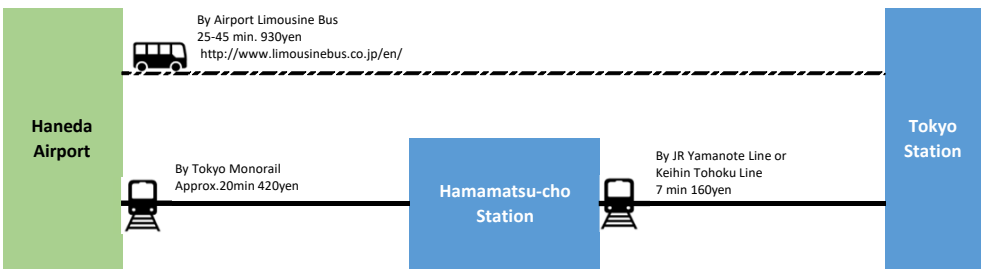 By Airport Limousine Bus
25-45 min. 930yen
http://www.limousinebus.co.jp/en/
Haneda
Airport
Tokyo
Station
By Tokyo Monorail
Approx.20min 420yen
Hamamatsu-cho
Station
By JR Yamanote Line or
Keihin Tohoku Line
7 min 160yen